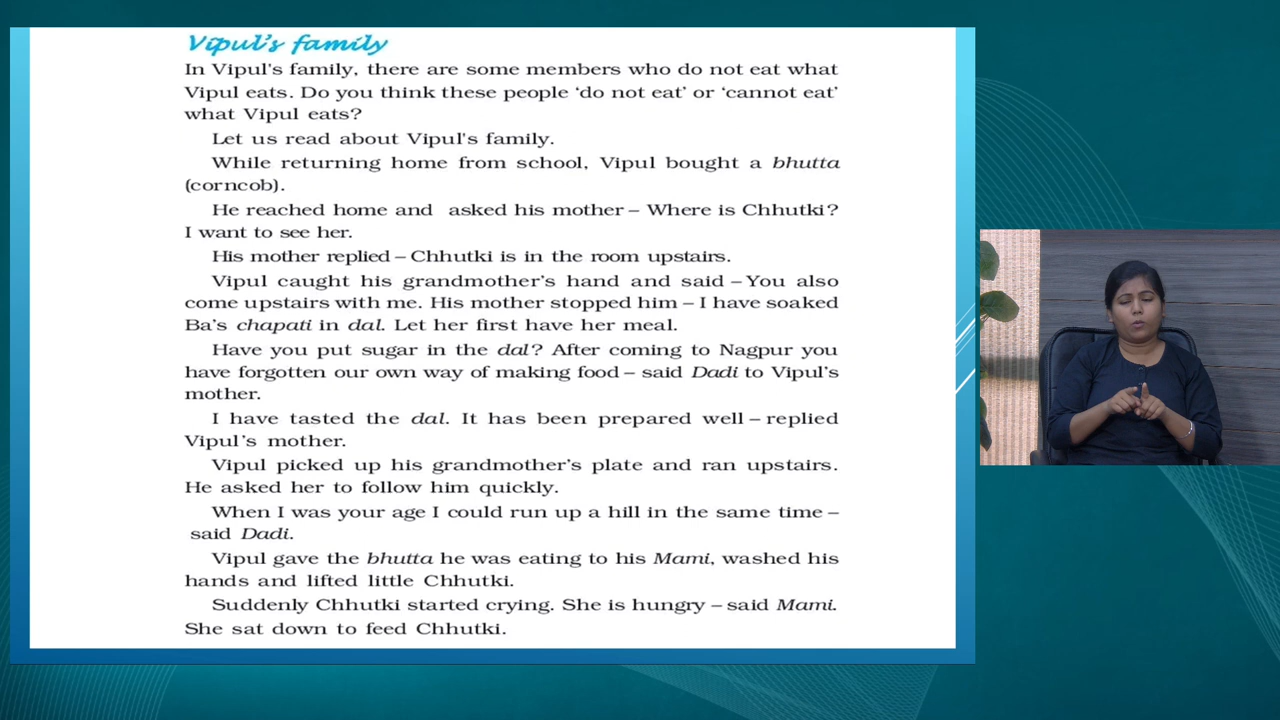 Vipul's family
In Vipul's family, there are some members who do not eat what
Vipul eats. Do you think these people ‘do not eat’ or ‘cannot eat’
what Vipul eats?
Let us read about Vipul's family.
While returning home from school, Vipul bought a bhutta
(corncob).
He reached home and asked his mother – Where is Chhutki?
I want to see her.
His mother replied – Chhutki is in the room upstairs.
Vipul caught his grandmother’s hand and said – You also
come upstairs with me. His mother stopped him – I have soaked
Ba’s chapati in dal. Let her first have her meal.
Have you put sugar in the dal? After coming to Nagpur you
have forgotten our own way of making food – said Dadi to Vipul’s
mother.
I have tasted the dal. It has been prepared well – replied
Vipul’s mother.
Vipul picked up his grandmother’s plate and ran upstairs.
He asked her to follow him quickly.
When I was your age I could run up a hill in the same time –
said Dadi.
Vipul gave the bhutta he was eating to his Mami, washed his
hands and lifted little Chhutki.
Suddenly Chhutki started crying. She is hungry – said Mami.
She sat down to feed Chhutki.